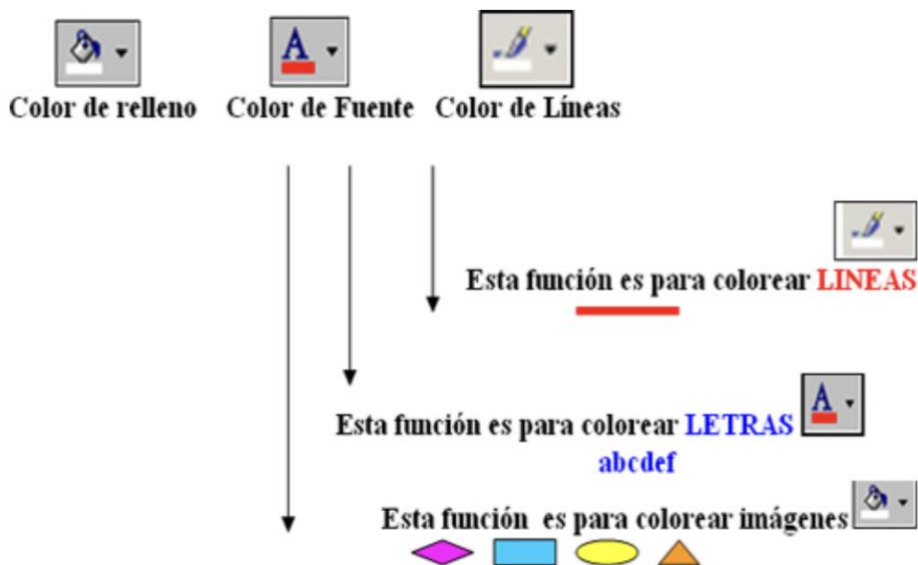 Color de relleno Color de Fuente Color de Líneas
Esta función es para colorear LINEAS
Esta función es para colorear LETRAS
abcdef
Esta función es para colorear imágenes